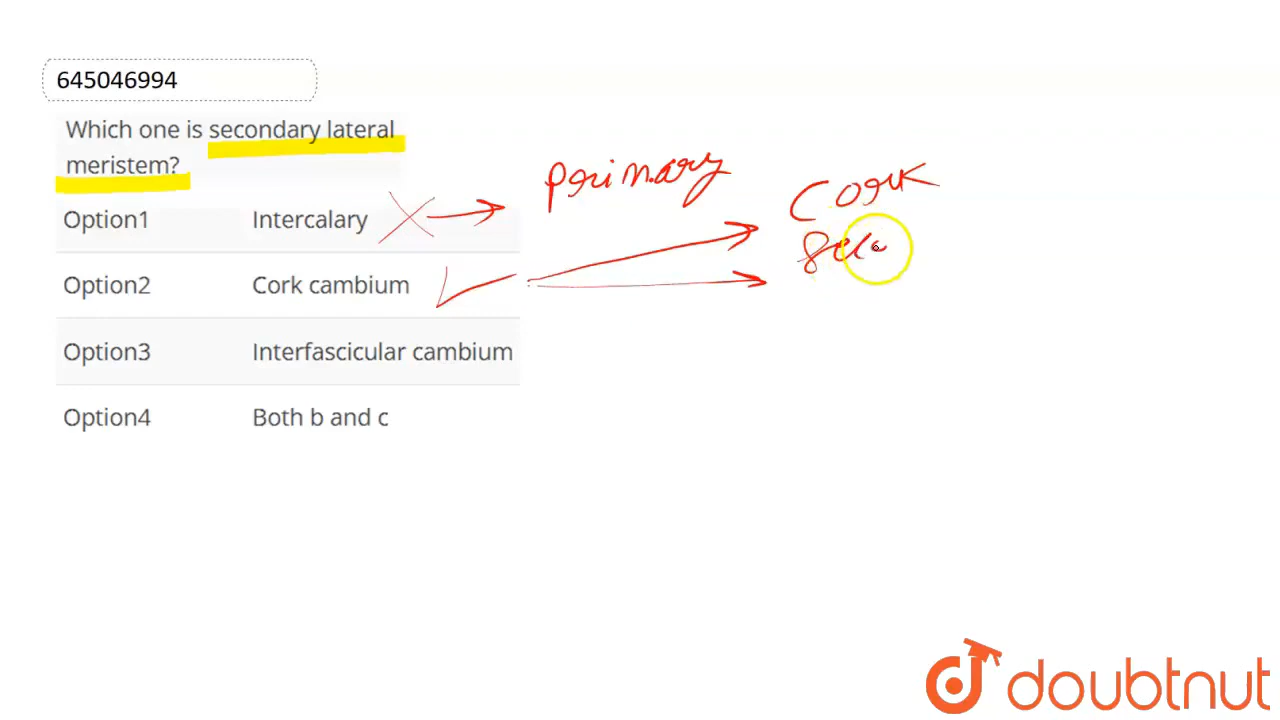 645046994
Which one is secondary lateral
meristem?
Option1 Intercalary
Option2 Cork cambium
Option3 Interfascicular cambium
Option4 Both b and c
Primary
Cork
doubtnut